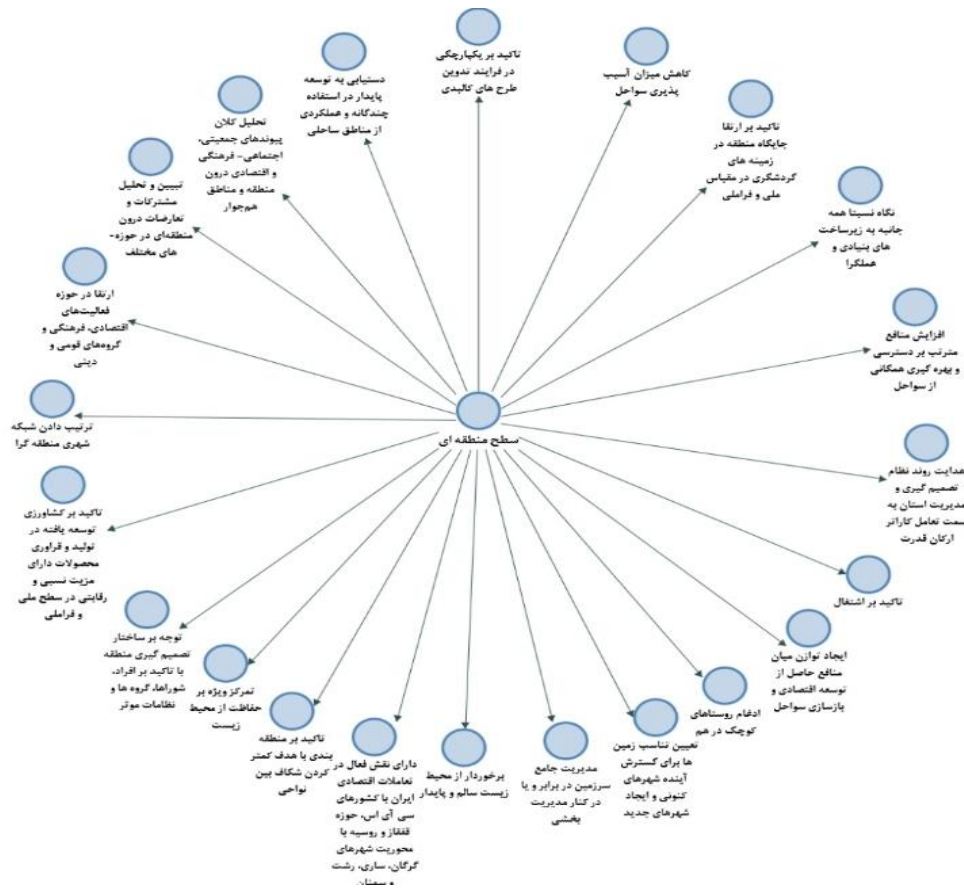 تاکید بر یکپارچگی
در فرایند تدوین
طرح های کالبدی
کاهش میزان آسیب
پذیری سواحل
تاکید بر ارتقا
جایگاه منطقه در
زمینه های
گردشگری در مقیاس
ملی و فراملی
نگاه نسبتا همه
جانبه به زیرساخت
های بنیادی و
عملگرا
افزایش منافع
مترتب بر دسترسی
و بهره گیری همگانی
از سواحل
هدایت روند نظام
تصمیم گیری و
مدیریت استان به
سمت تعامل کاراتر
ارکان قدرت
تاکید بر اشتغال
ایجاد توازن میان
منافع حاصل از
توسعه اقتصادی و
بازسازی سواحل
ادغام روستاهای
کوچک در هم
تعیین تناسب زمین
ها برای گسترش
آینده شهرهای
کنونی و ایجاد
شهرهای جدید
مدیریت جامع
سرزمین در برابر و یا
در کنار مدیریت
بخشی
برخوردار از محیط
زیست سالم و پایدار
دارای نقش فعال در
تعاملات اقتصادی
ایران با کشورهای
سی آی اس، حوزه
قفقاز و روسیه با
محوریت شهرهای
گرگان، ساری، رشت
و سمنان
تاکید بر منطقه
بندی با هدف کمتر
کردن شکاف بین
نواحی
تمرکز ویژه بر
حفاظت از محیط
زیست
توجه بر ساختار
تصمیم گیری منطقه
با تاکید بر افراد،
شوراها، گروه ها و
نظامات موثر
تاکید بر کشاورزی
توسعه یافته در
تولید و فراوری
محصولات دارای
مزیت نسبی و
رقابتی در سطح ملی
و فراملی
ترتیب دادن شبکه
شهری منطقه گرا
ارتقا در حوزه
فعالیت‌های
اقتصادی، فرهنگی و
گروه‌های قومی و
دینی
تبیین و تحلیل
مشترکات و
تعارضات درون
منطقه‌ای در حوزه-
های مختلف
تحلیل کلان
پیوندهای جمعیتی،
اجتماعی- فرهنگی
و اقتصادی درون
منطقه و مناطق
هم‌جوار
دستیابی به توسعه
پایدار در استفاده
چندگانه و عملکردی
از مناطق ساحلی
سطح منطقه ای